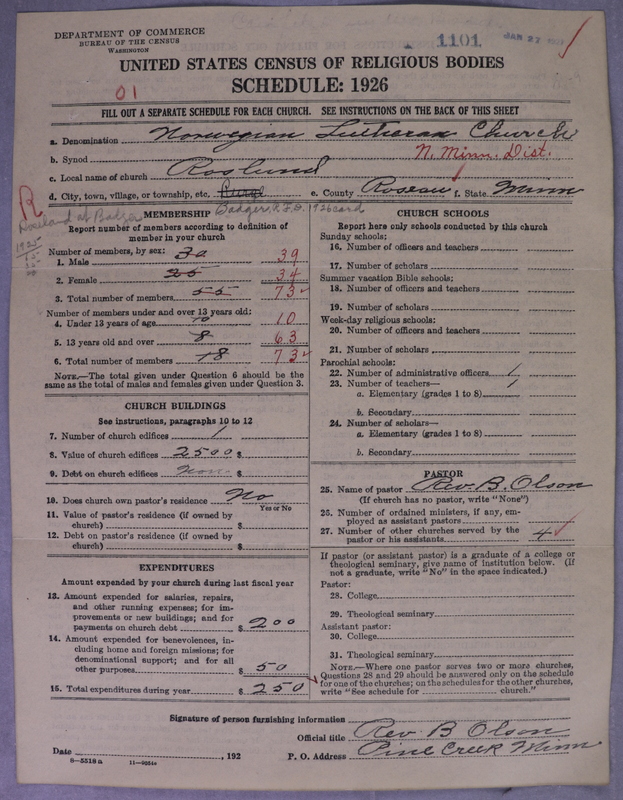 DEPARTMENT OF COMMERCE
BUREAU OF THE CENSUS
WASHINGTON
1101
JAN 27
UNITED STATES CENSUS OF RELIGIOUS BODIES
SCHEDULE: 1926
01
FILL OUT A SEPARATE SCHEDULE FOR EACH CHURCH. SEE INSTRUCTIONS ON THE BACK OF THIS SHEET
a. Denomination Norwegian Lutheran Church
b. Synod N. Minn. Dist.
c. Local name of church Roslund
d. City, town, village, or township, etc. e. County Roseau f. State Minn
R
Badger, P.O. 1926 card
Roseland at Badger
1925
MEMBERSHIP
Report number of members according to definition of
member in your church
Number of members, by sex:
1. Male 30 39
2. Female 25 34
3. Total number of members 55 73
Number of members under and over 13 years old:
4. Under 13 years of age 10 10
5. 13 years old and over 8 63
6. Total number of members 18 73
NOTE.—The total given under Question 6 should be
the same as the total of males and females given under Question 3.
CHURCH BUILDINGS
See instructions, paragraphs 10 to 12
7. Number of church edifices 1
8. Value of church edifices 2500 $
9. Debt on church edifices None $
10. Does church own pastor's residence No
Yes or No
11. Value of pastor's residence (if owned by
church) $
12. Debt on pastor's residence (if owned by
church) $
EXPENDITURES
Amount expended by your church during last fiscal year
13. Amount expended for salaries, repairs,
and other running expenses; for im-
provements or new buildings; and for
payments on church debt $ 200
14. Amount expended for benevolences, in-
cluding home and foreign missions; for
denominational support; and for all
other purposes $ 50
15. Total expenditures during year $ 250
CHURCH SCHOOLS
Report here only schools conducted by this church
Sunday schools:
16. Number of officers and teachers
17. Number of scholars
Summer vacation Bible schools:
18. Number of officers and teachers
19. Number of scholars
Week-day religious schools:
20. Number of officers and teachers
21. Number of scholars
Parochial schools:
22. Number of administrative officers 1
23. Number of teachers— 1
a. Elementary (grades 1 to 8)
b. Secondary
24. Number of scholars—
a. Elementary (grades 1 to 8)
b. Secondary
PASTOR
25. Name of pastor Rev. B. Olson
(If church has no pastor, write "None")
26. Number of ordained ministers, if any, em-
ployed as assistant pastors
27. Number of other churches served by the
pastor or his assistants 4
If pastor (or assistant pastor) is a graduate of a college or
theological seminary, give name of institution below. (If
not a graduate, write "No" in the space indicated.)
Pastor:
28. College
29. Theological seminary
Assistant pastor:
30. College
31. Theological seminary
NOTE.—Where one pastor serves two or more churches,
Questions 28 and 29 should be answered only on the schedule
for one of the churches; on the schedules for the other churches,
write "See schedule for church."
Signature of person furnishing information
Official title Rev. B Olson
Date , 192 P. O. Address Pine Creek Minn
8—5518 a 11—9264a